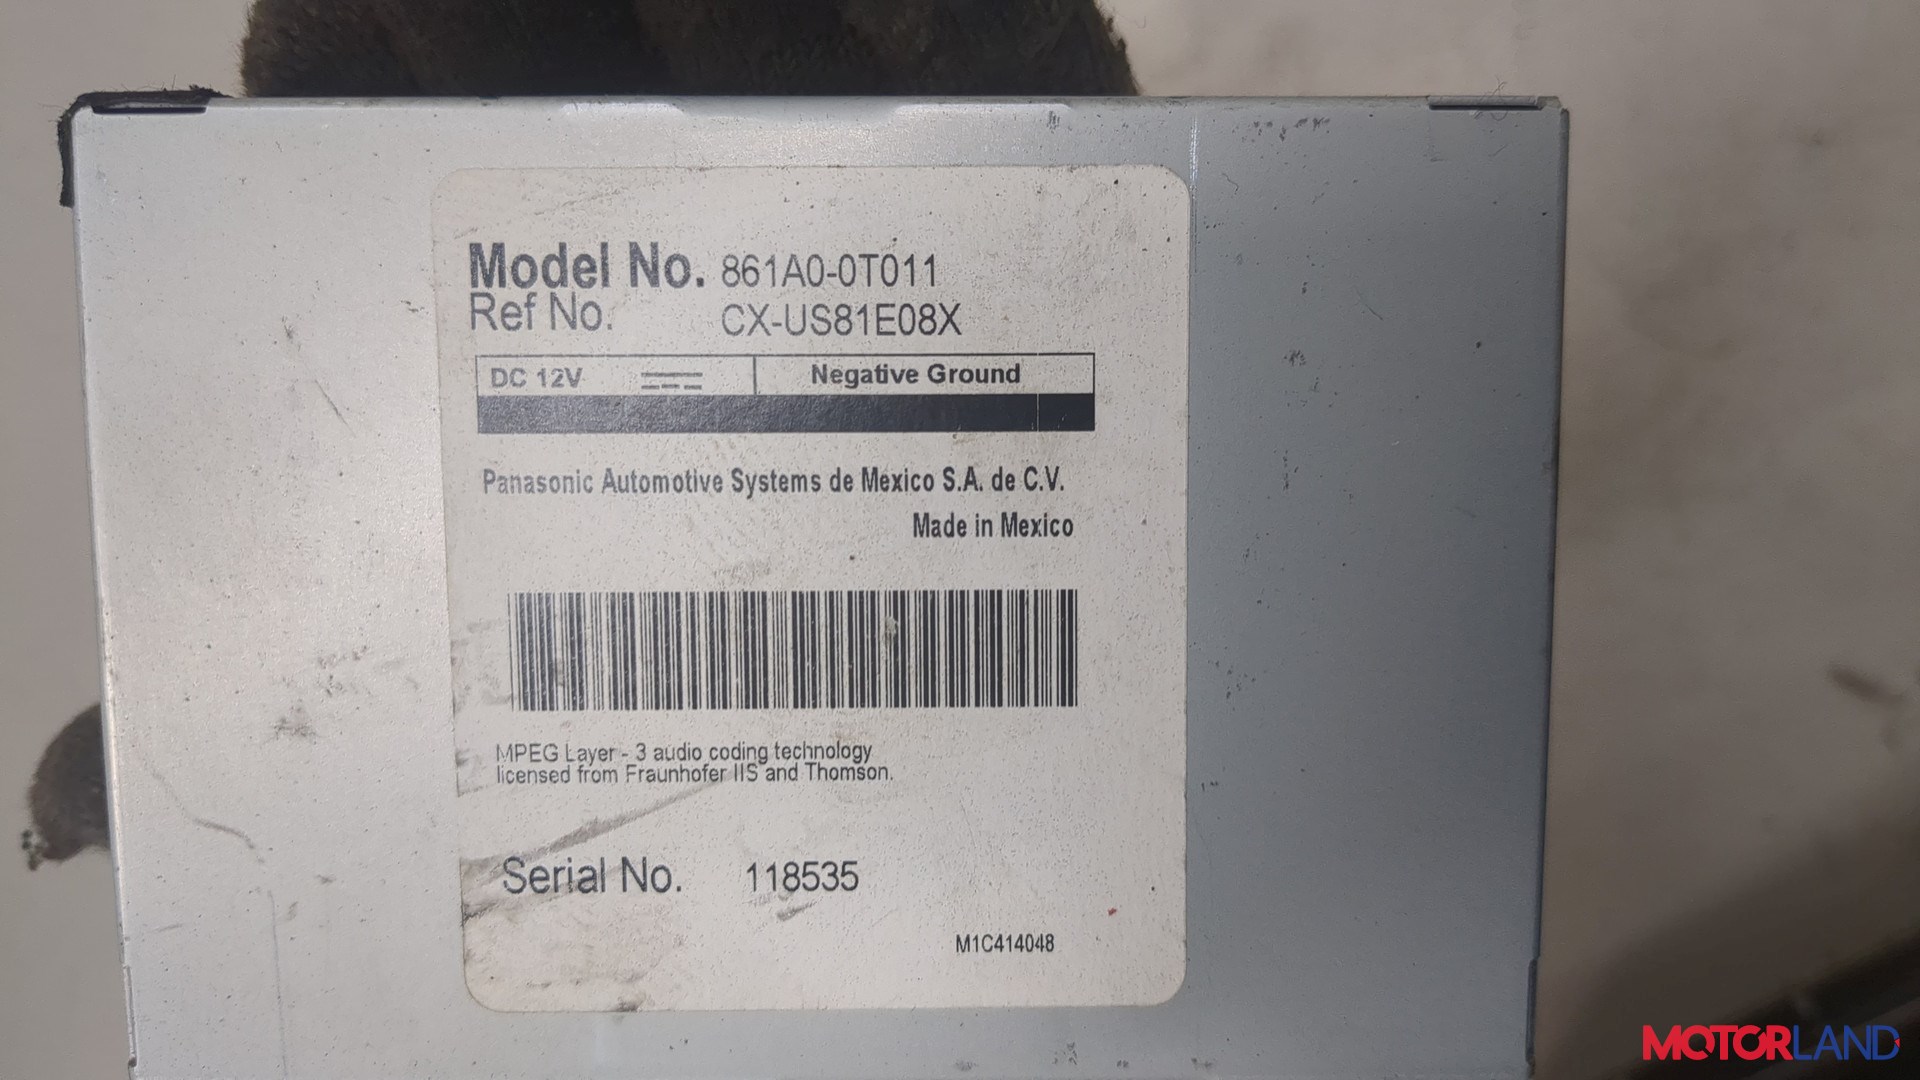 Model No. 861A0-0T011
Ref No. CX-US81E08X
DC 12V Negative Ground
Panasonic Automotive Systems de Mexico S.A. de C.V.
Made in Mexico
MPEG Layer - 3 audio coding technology
licensed from Fraunhofer IIS and Thomson.
Serial No. 118535
M1C414048
MOTORLAND